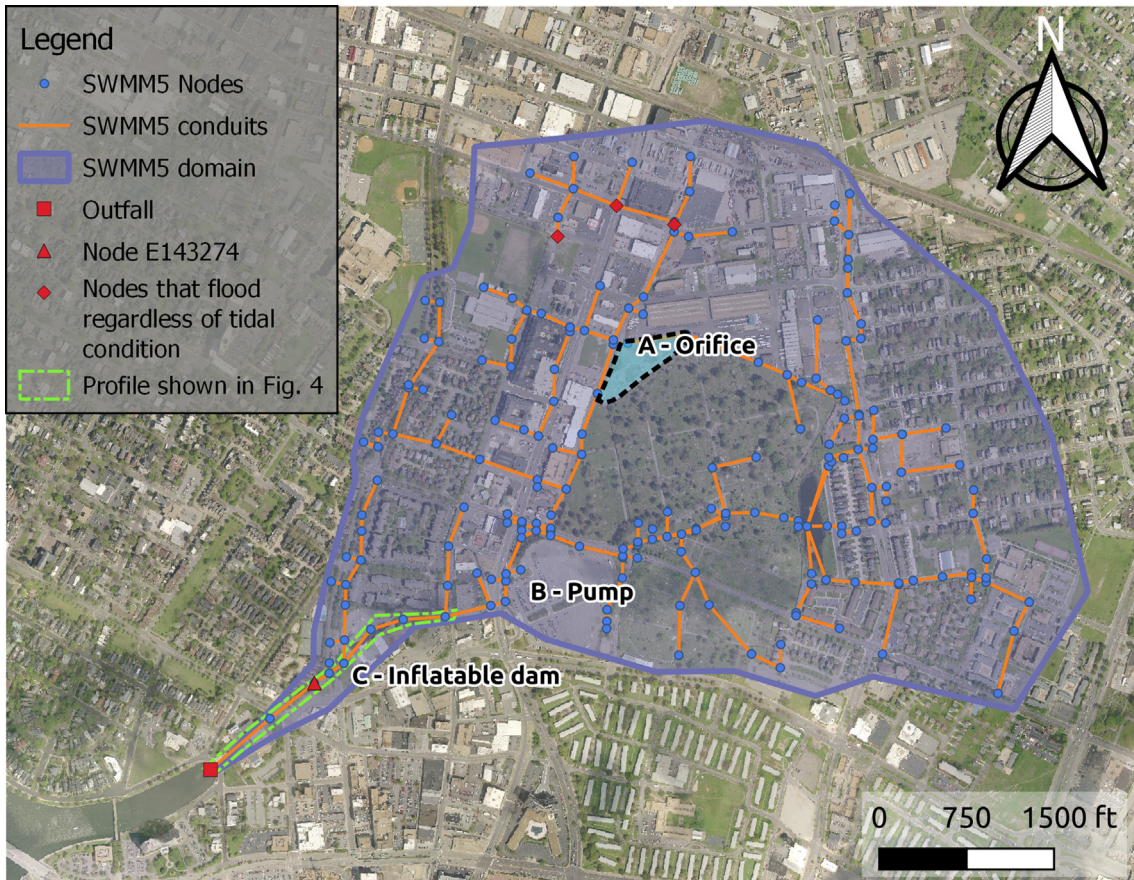 Legend
SWMM5 Nodes
SWMM5 conduits
SWMM5 domain
Outfall
Node E143274
Nodes that flood
regardless of tidal
condition
Profile shown in Fig. 4
N
A - Orifice
B - Pump
C - Inflatable dam
0 750 1500 ft